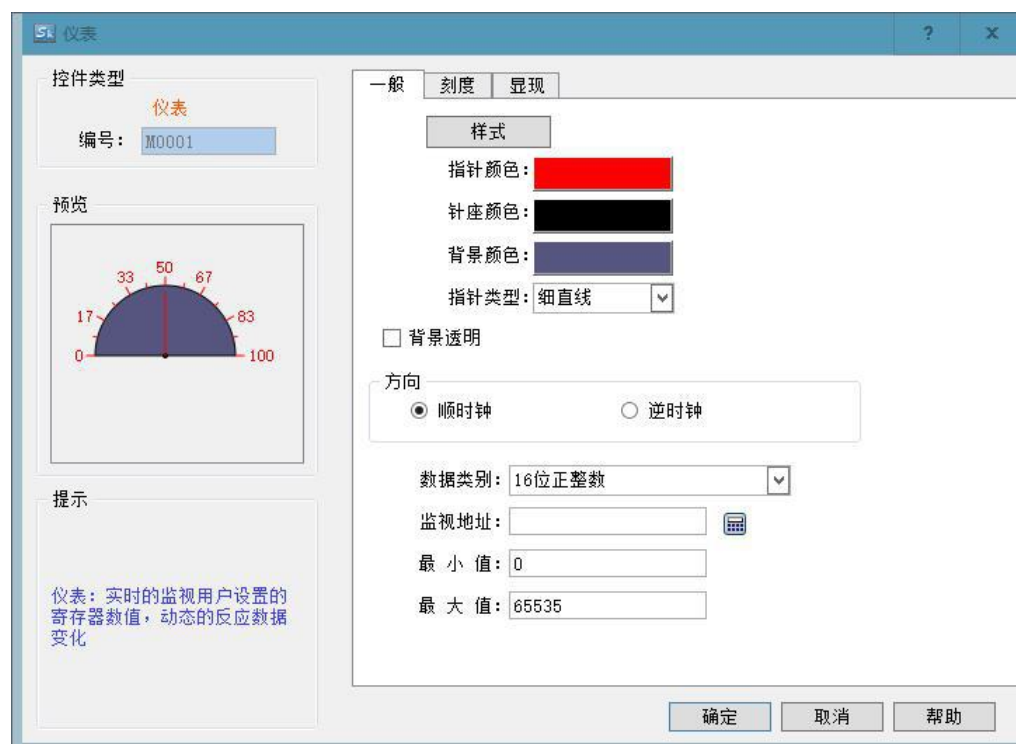 SK 仪表
? x
控件类型
仪表
编号: M0001
预览
50
33 67
17 83
0 100
提示
仪表: 实时的监视用户设置的
寄存器数值，动态的反应数据
变化
一般 刻度 显现
样式
指针颜色:
针座颜色:
背景颜色:
指针类型: 细直线
背景透明
方向
顺时钟 逆时钟
数据类别: 16位正整数
监视地址:
最 小 值: 0
最 大 值: 65535
确定 取消 帮助